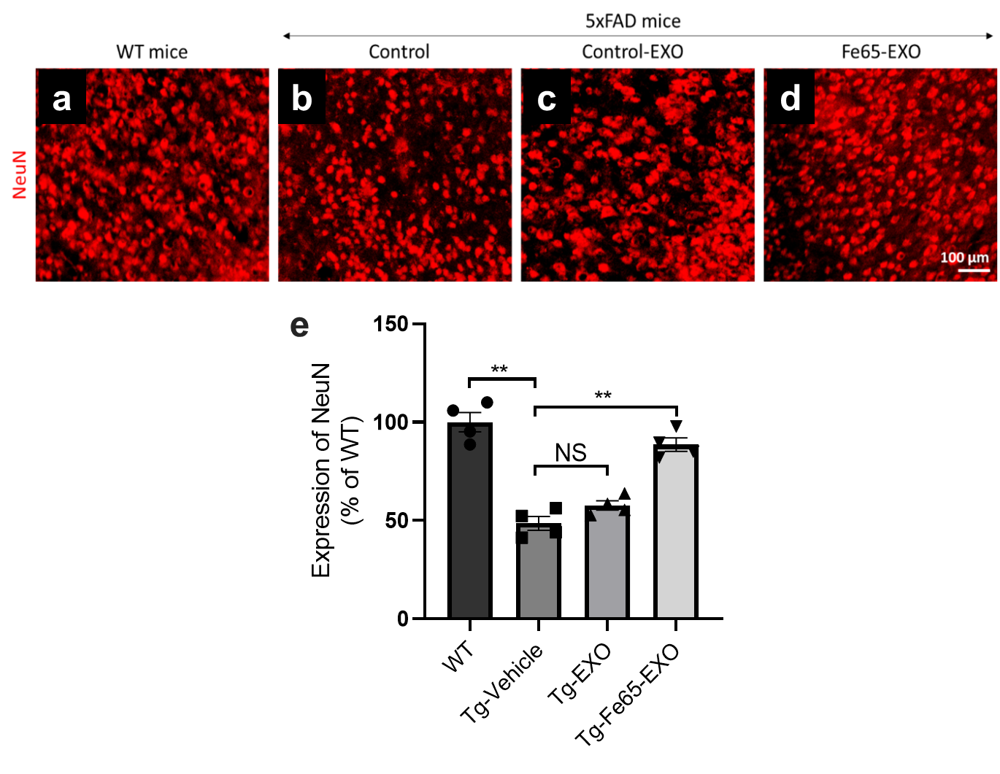 5xFAD mice
WT mice
Control
Control-EXO
Fe65-EXO
NeuN
a
b
c
d
100 µm
e
Expression of NeuN
(% of WT)
150
100
50
0
**
**
NS
WT
Tg-Vehicle
Tg-EXO
Tg-Fe65-EXO